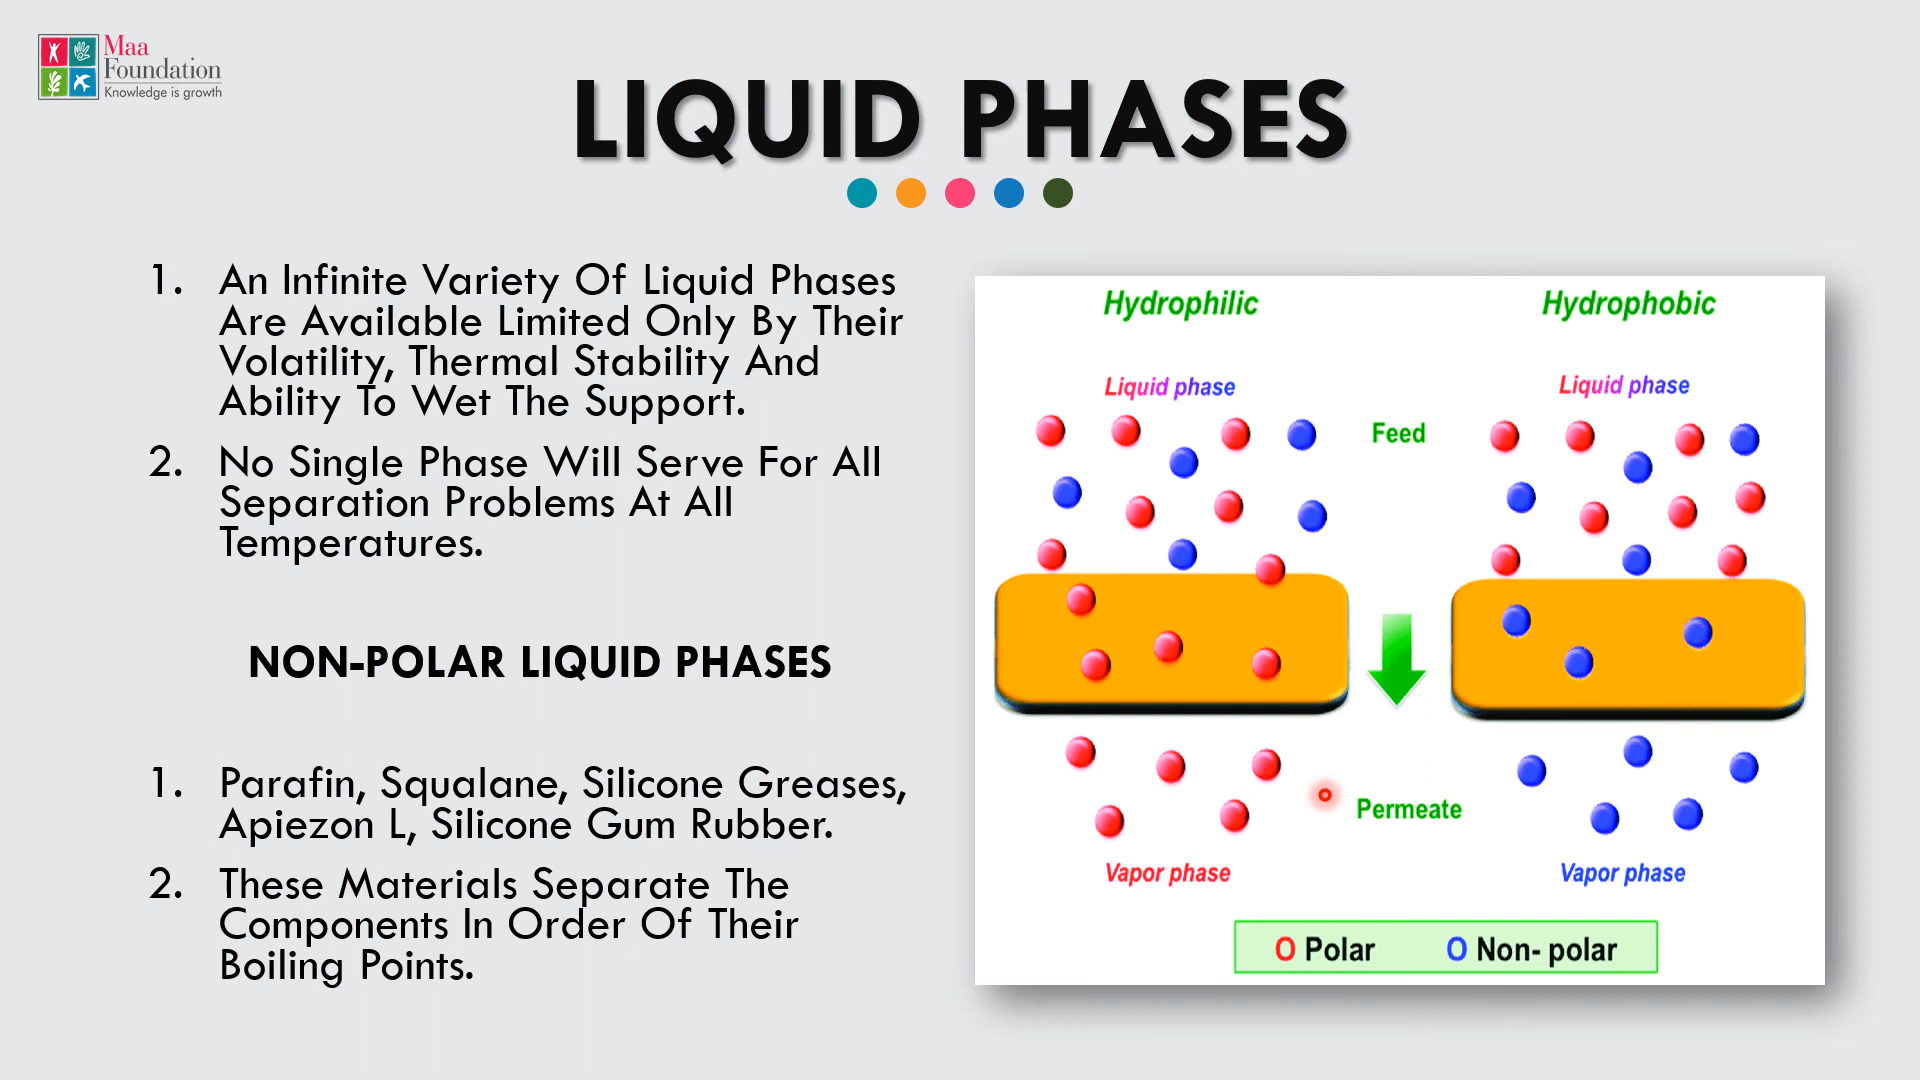 Maa
Foundation
Knowledge is growth
LIQUID PHASES
1. An Infinite Variety Of Liquid Phases
Are Available Limited Only By Their
Volatility, Thermal Stability And
Ability To Wet The Support.
2. No Single Phase Will Serve For All
Separation Problems At All
Temperatures.
NON-POLAR LIQUID PHASES
1. Parafin, Squalane, Silicone Greases,
Apiezon L, Silicone Gum Rubber.
2. These Materials Separate The
Components In Order Of Their
Boiling Points.
Hydrophilic
Hydrophobic
Liquid phase
Liquid phase
Feed
Permeate
Vapor phase
Vapor phase
O Polar
O Non- polar